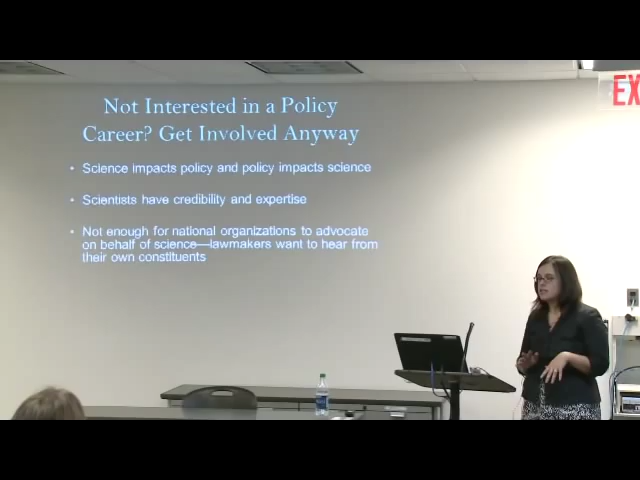 Not Interested in a Policy
Career? Get Involved Anyway
• Science impacts policy and policy impacts science
• Scientists have credibility and expertise
• Not enough for national organizations to advocate
on behalf of science—lawmakers want to hear from
their own constituents
EX